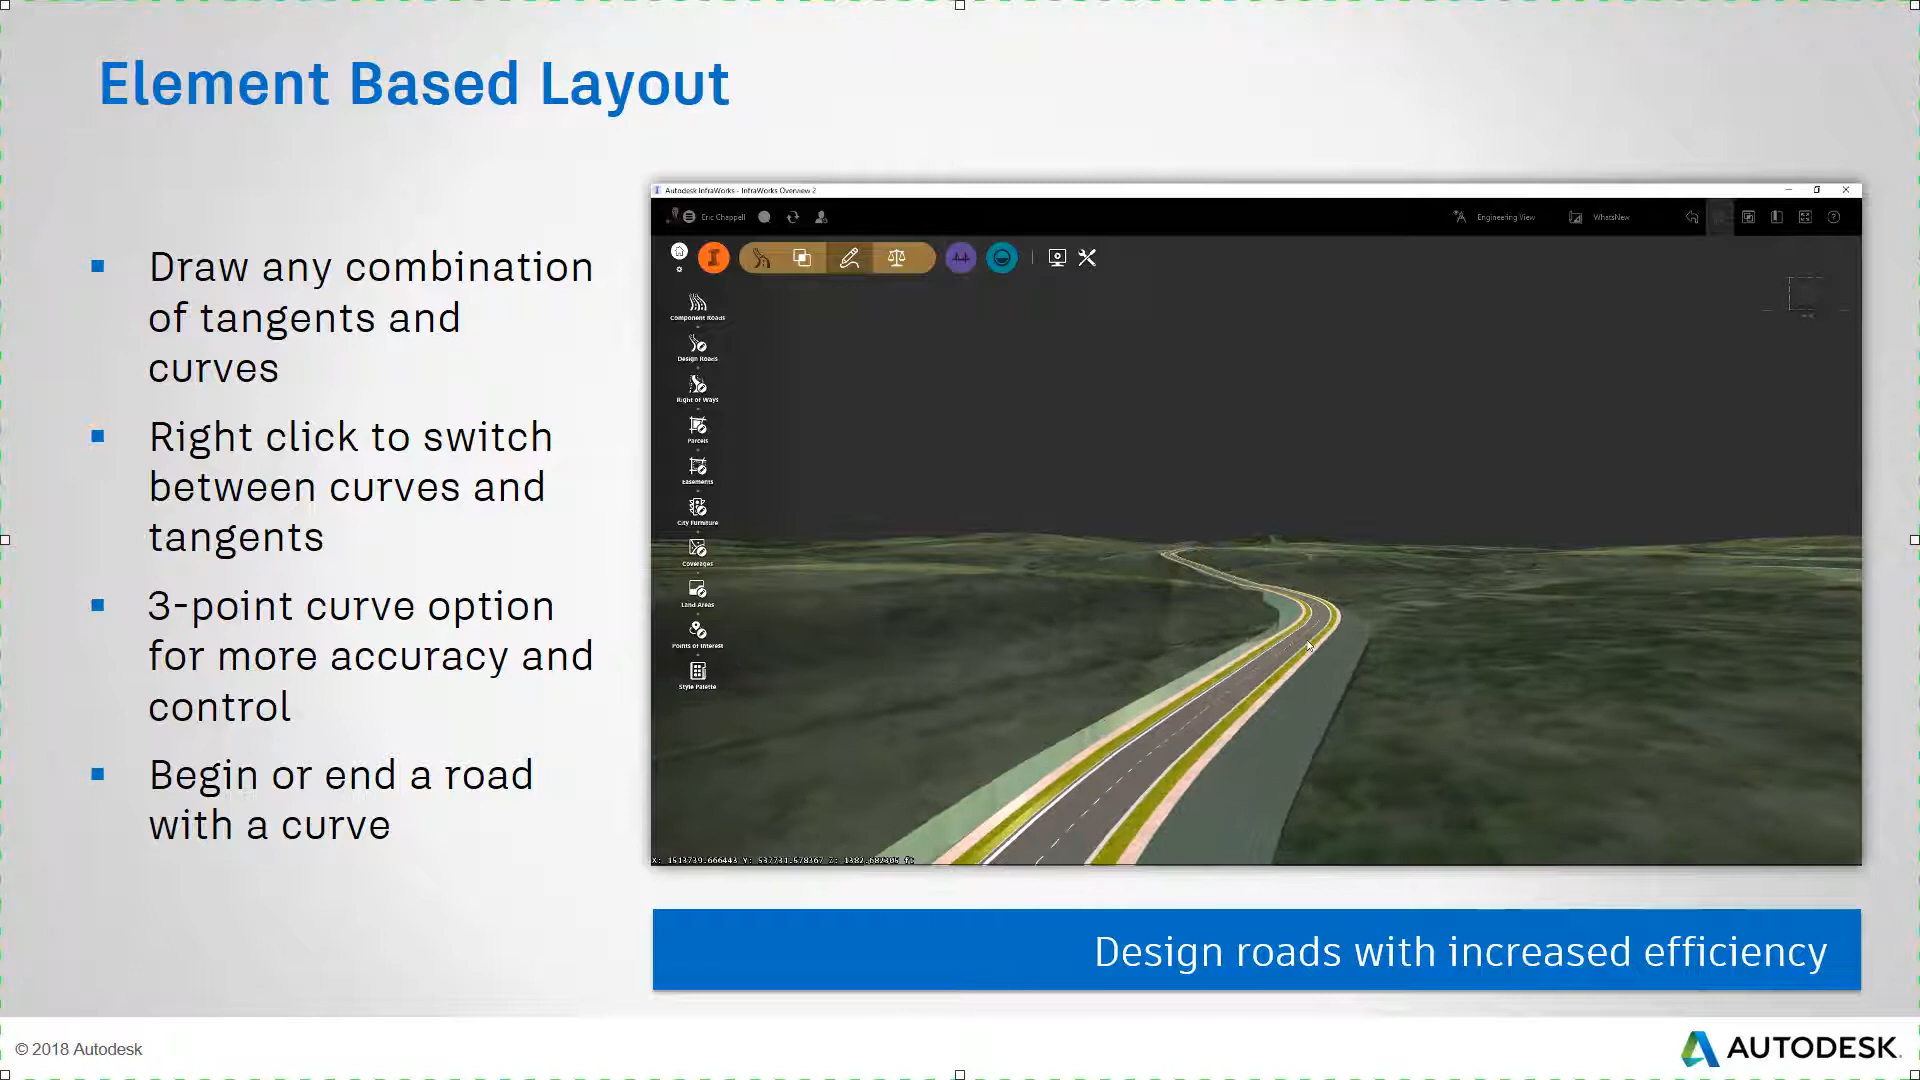 Element Based Layout
Draw any combination
of tangents and
curves
Right click to switch
between curves and
tangents
3-point curve option
for more accuracy and
control
Begin or end a road
with a curve
Autodesk InfraWorks - InfraWorks Overview 2
Eric Chappell
Engineering View
WhatsNew
Component Roads
Design Roads
Right of Ways
Parcels
Easements
City Furniture
Coverages
Land Areas
Points of Interest
Style Palette
Design roads with increased efficiency
© 2018 Autodesk
AUTODESK.